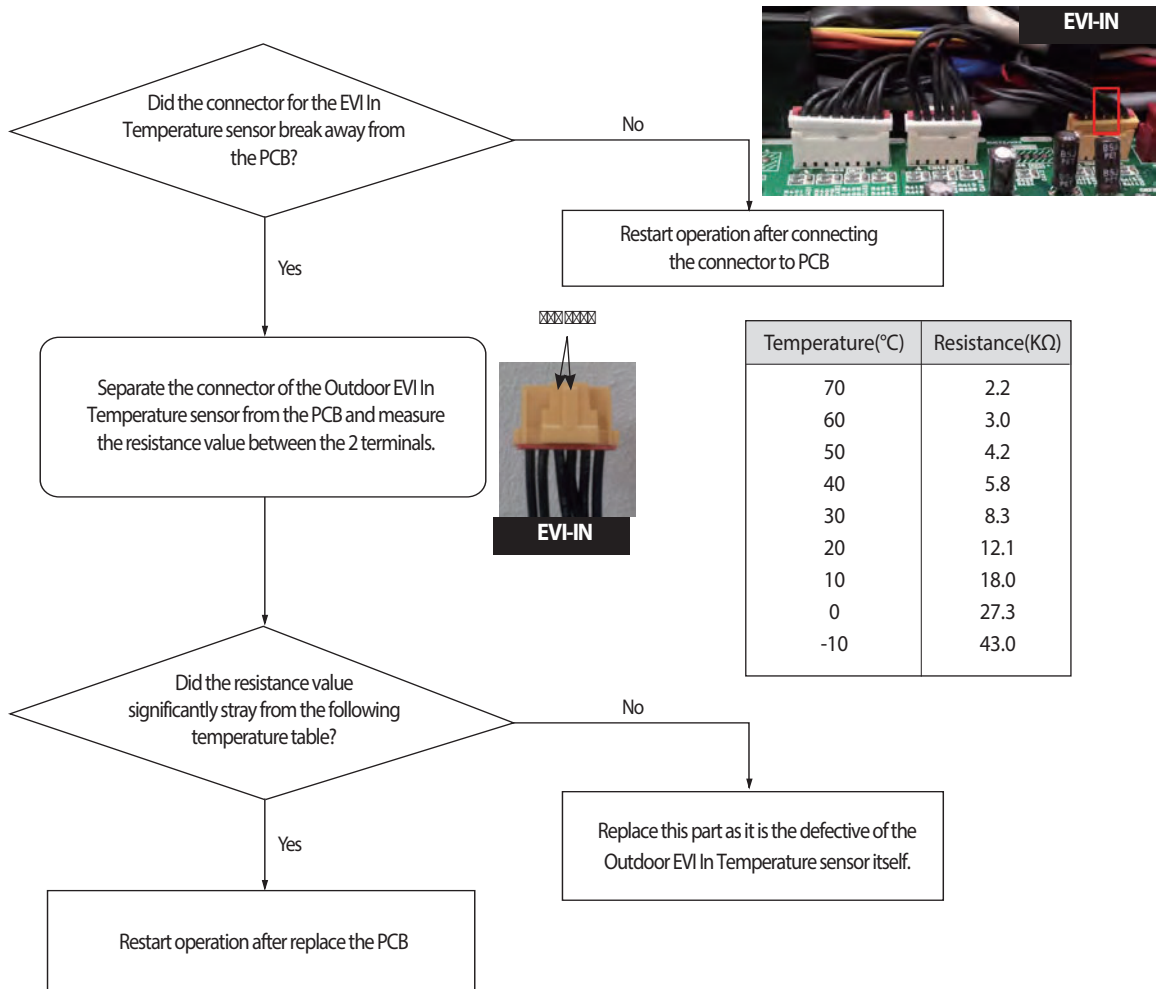 EVI-IN
Did the connector for the EVI In
Temperature sensor break away from
the PCB?
No
Restart operation after connecting
the connector to PCB
Yes
Separate the connector of the Outdoor EVI In
Temperature sensor from the PCB and measure
the resistance value between the 2 terminals.
EVI-IN
Temperature(°C) Resistance(KΩ)
70 2.2
60 3.0
50 4.2
40 5.8
30 8.3
20 12.1
10 18.0
0 27.3
-10 43.0
Did the resistance value
significantly stray from the following
temperature table?
No
Replace this part as it is the defective of the
Outdoor EVI In Temperature sensor itself.
Yes
Restart operation after replace the PCB